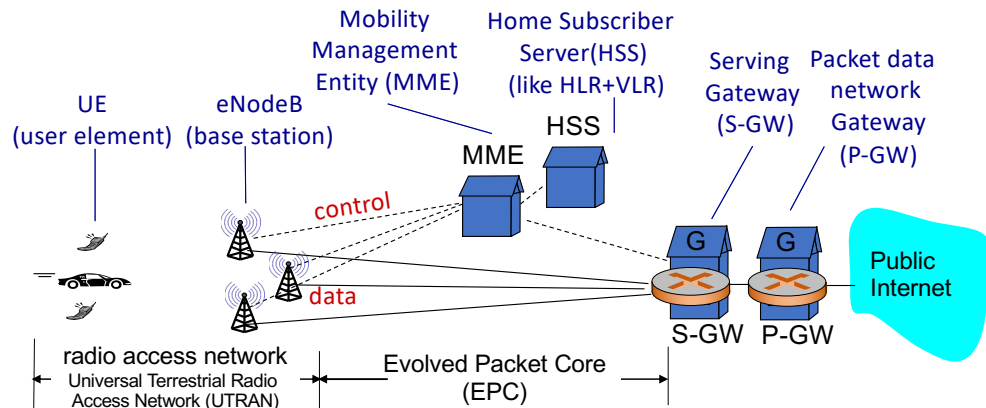 Mobility
Management
Entity (MME)
Home Subscriber
Server(HSS)
(like HLR+VLR)
Serving
Gateway
(S-GW)
Packet data
network
Gateway
(P-GW)
UE
(user element)
eNodeB
(base station)
HSS
MME
control
data
G
G
S-GW
P-GW
Public
Internet
radio access network
Universal Terrestrial Radio
Access Network (UTRAN)
Evolved Packet Core
(EPC)